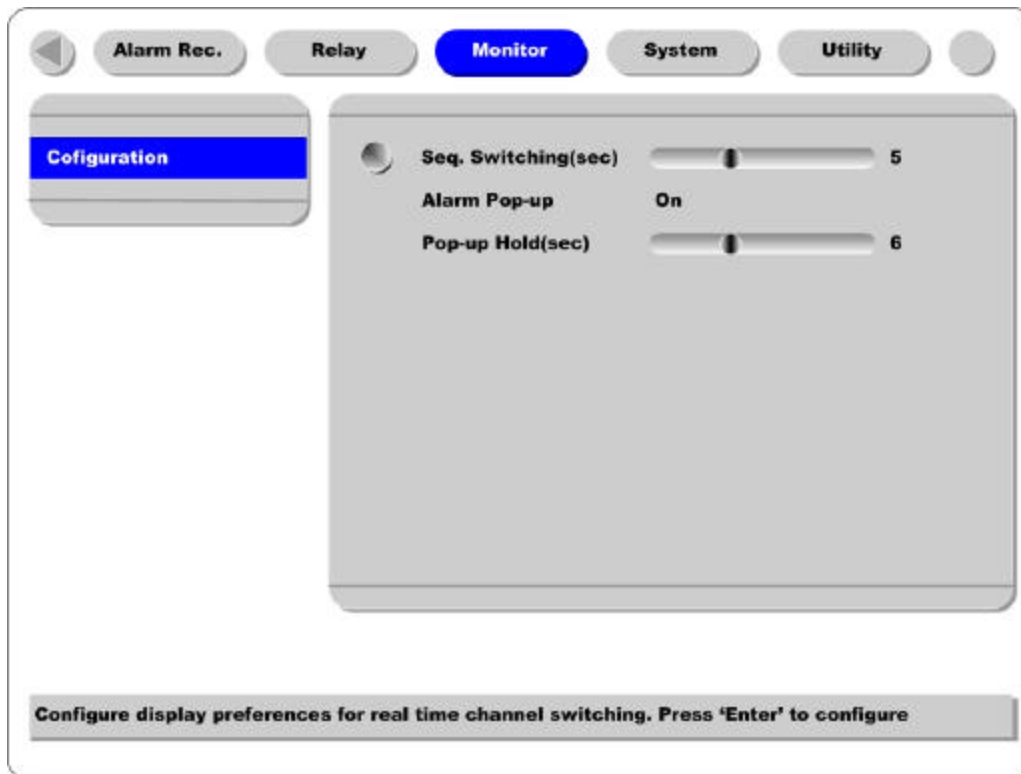 Alarm Rec. Relay Monitor System Utility
Cofiguration
Seq. Switching(sec) 5
Alarm Pop-up On
Pop-up Hold(sec) 6
Configure display preferences for real time channel switching. Press ‘Enter’ to configure